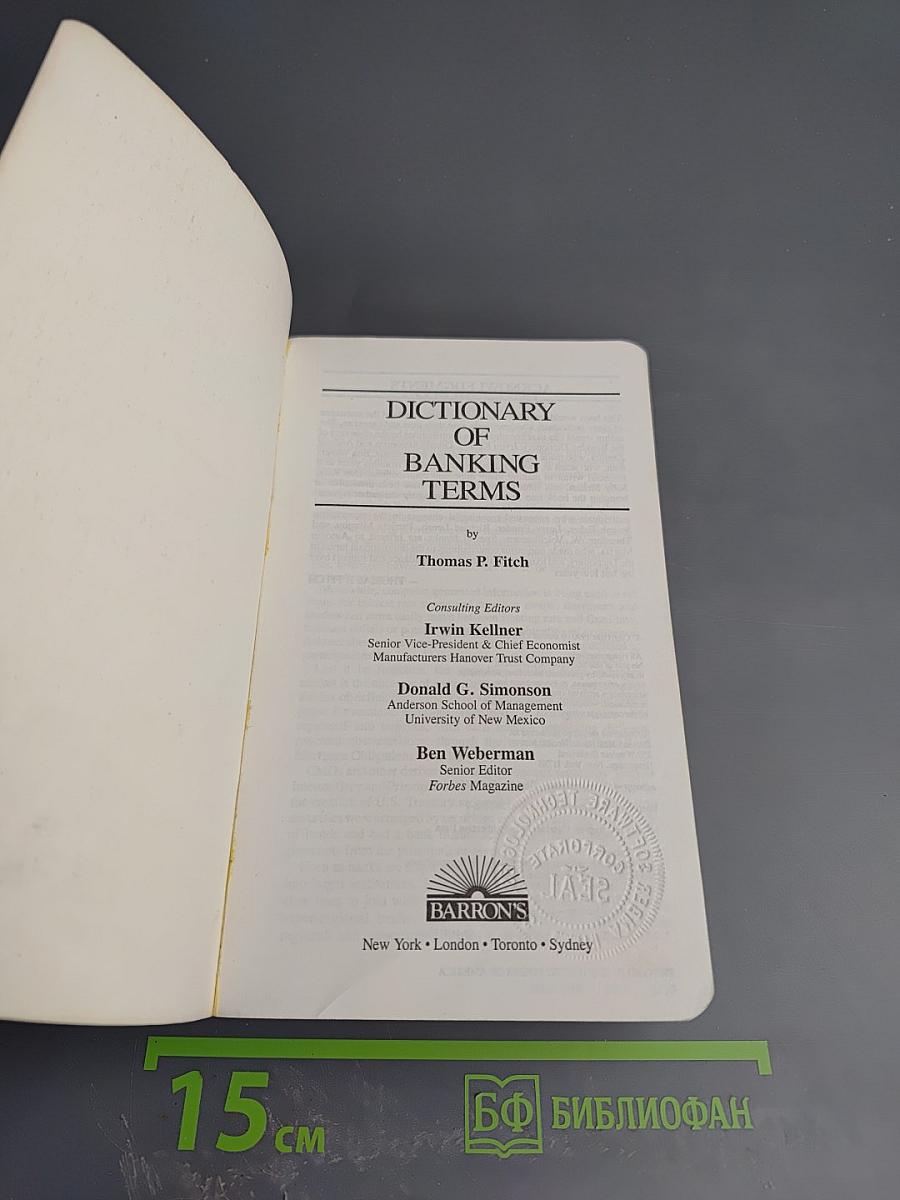 DICTIONARY
OF
BANKING
TERMS
by
Thomas P. Fitch
Consulting Editors
Irwin Kellner
Senior Vice-President & Chief Economist
Manufacturers Hanover Trust Company
Donald G. Simonson
Anderson School of Management
University of New Mexico
Ben Weberman
Senior Editor
Forbes Magazine
CORPORATE
SEAL
BARRON'S
New York • London • Toronto • Sydney
15 см
БФ БИБЛИОФАН